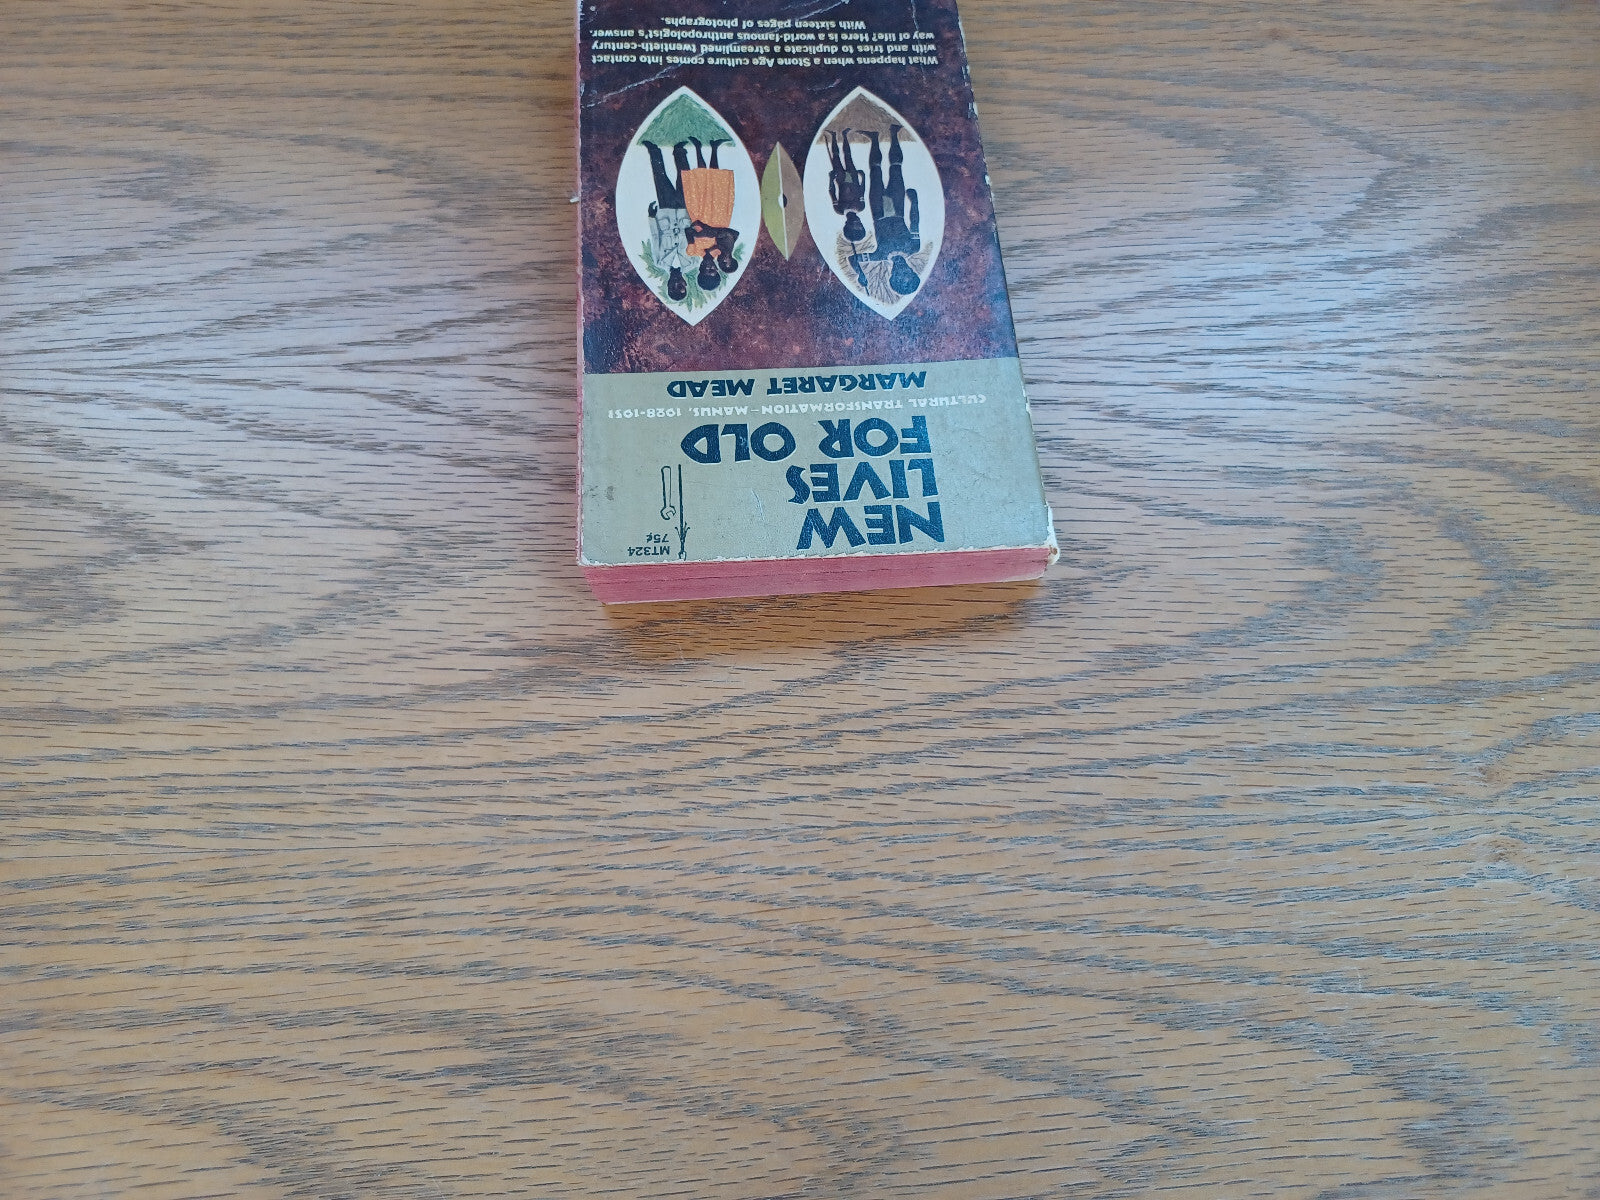 MT324
75¢
NEW
LIVES
FOR OLD
CULTURAL TRANSFORMATION—MANUS, 1928-1953
MARGARET MEAD
What happens when a Stone Age culture comes into contact
with and tries to duplicate a streamlined twentieth-century
way of life? Here is a world-famous anthropologist's answer.
With sixteen pages of photographs.